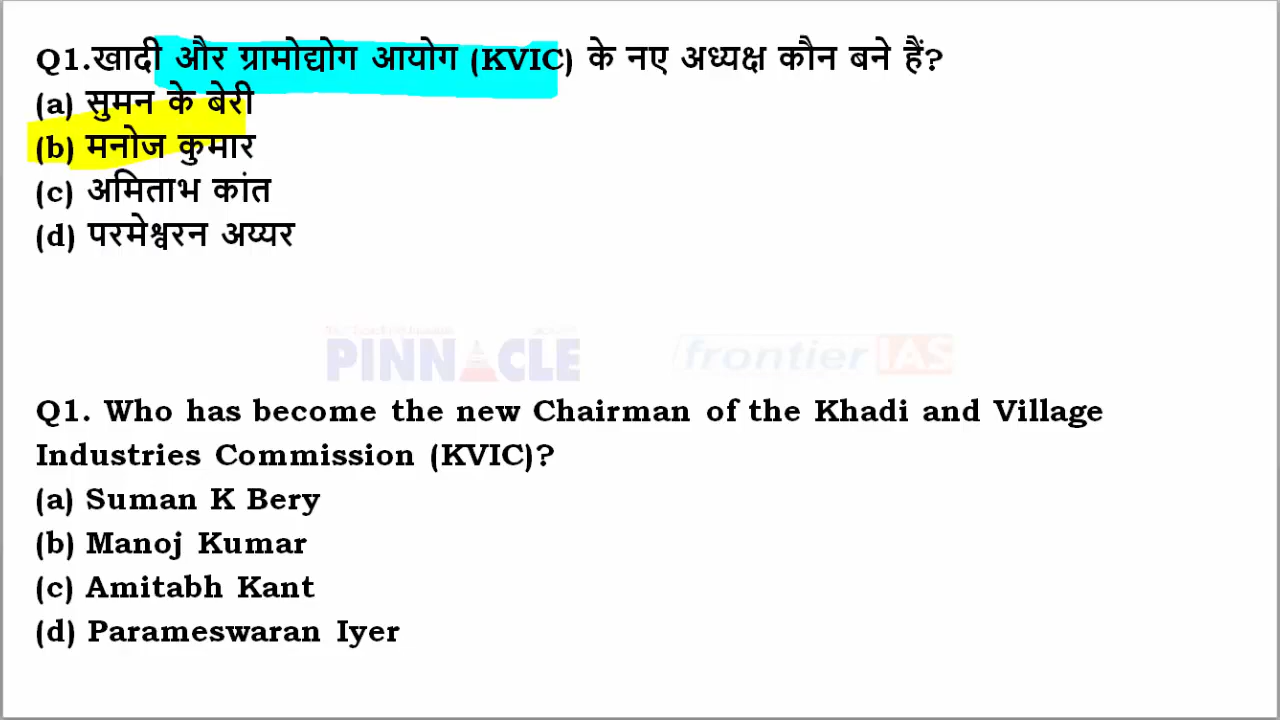 Q1.खादी और ग्रामोद्योग आयोग (KVIC) के नए अध्यक्ष कौन बने हैं?
(a) सुमन के बेरी
(b) मनोज कुमार
(c) अमिताभ कांत
(d) परमेश्वरन अय्यर
PINNACLE frontier IAS
Q1. Who has become the new Chairman of the Khadi and Village
Industries Commission (KVIC)?
(a) Suman K Bery
(b) Manoj Kumar
(c) Amitabh Kant
(d) Parameswaran Iyer